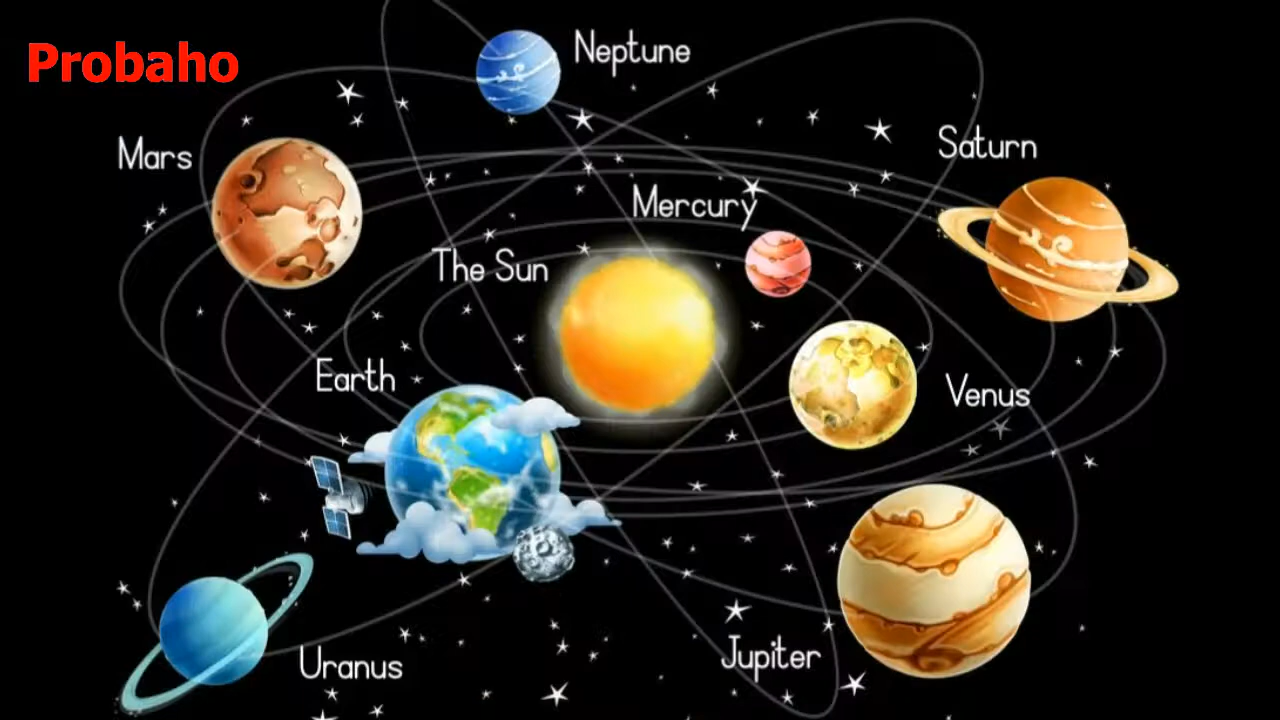 Probaho
Neptune
Mars
Saturn
Mercury
The Sun
Earth
Venus
Uranus
Jupiter